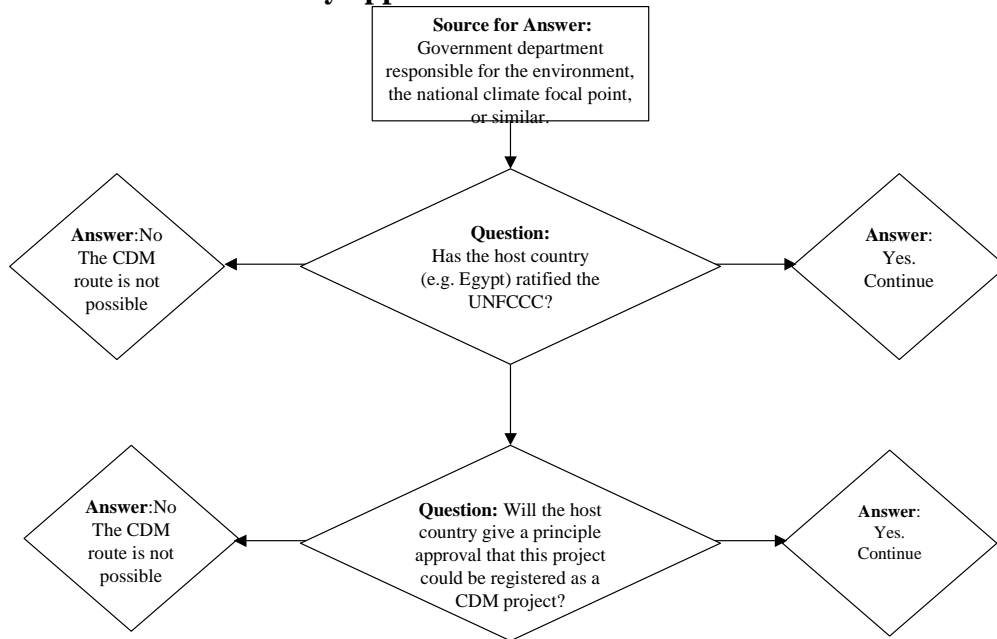 Source for Answer:
Government department
responsible for the environment,
the national climate focal point,
or similar.
Answer:No
The CDM
route is not
possible
Question:
Has the host country
(e.g. Egypt) ratified the
UNFCCC?
Answer:
Yes.
Continue
Answer:No
The CDM
route is not
possible
Question: Will the host
country give a principle
approval that this project
could be registered as a
CDM project?
Answer:
Yes.
Continue